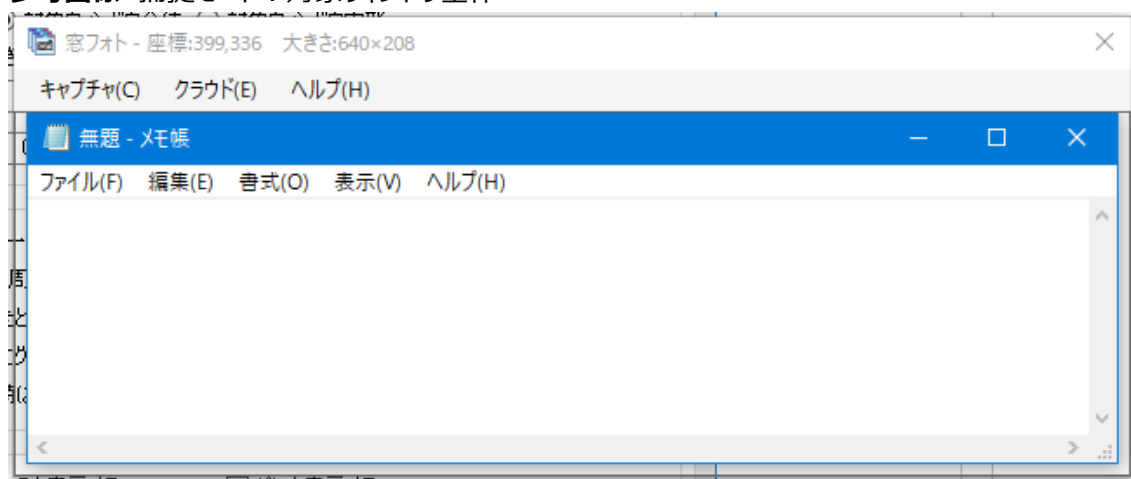 窓フォト - 座標:399,336 大きさ:640×208
キャプチャ(C) クラウド(E) ヘルプ(H)
無題 - メモ帳
ファイル(F) 編集(E) 書式(O) 表示(V) ヘルプ(H)